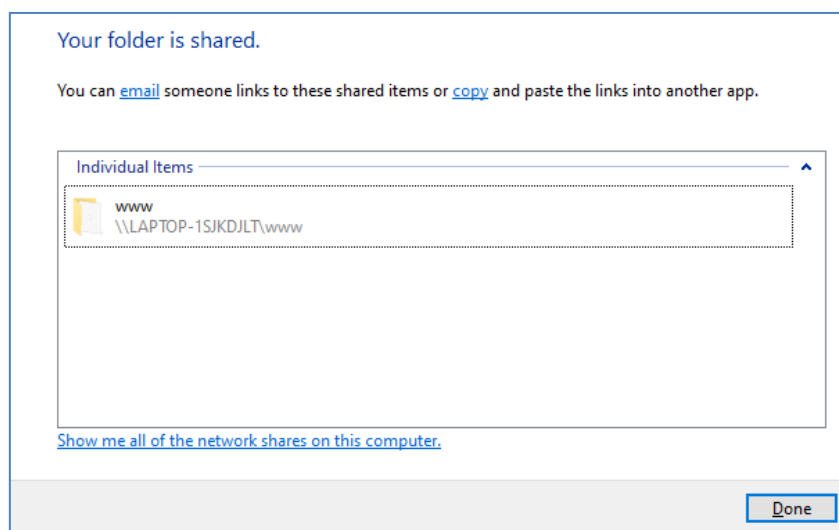 Your folder is shared.
You can email someone links to these shared items or copy and paste the links into another app.
Individual Items
www
\\LAPTOP-1SJKDJLT\www
Show me all of the network shares on this computer.
Done